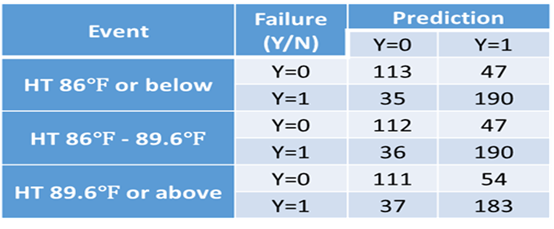 Event Failure (Y/N) Prediction
Y=0 Y=1
HT 86°F or below Y=0 113 47
Y=1 35 190
HT 86°F - 89.6°F Y=0 112 47
Y=1 36 190
HT 89.6°F or above Y=0 111 54
Y=1 37 183